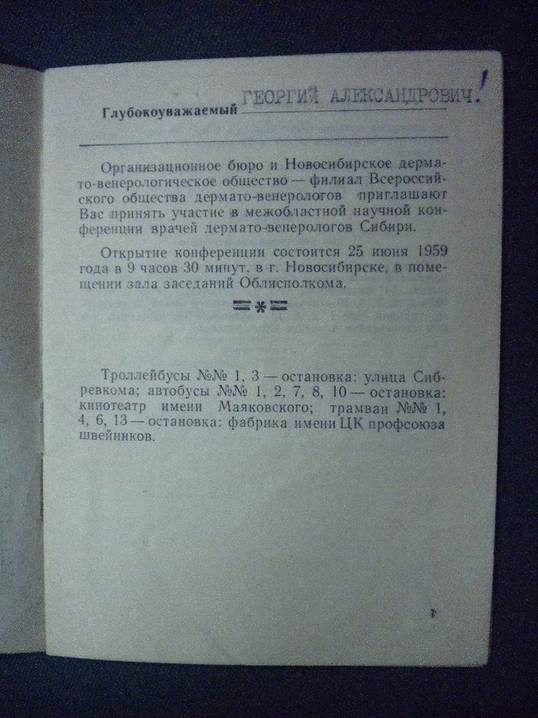 Глубокоуважаемый ГЕОРГИЙ АЛЕКСАНДРОВИЧ!
Организационное бюро и Новосибирское дерма-
то-венерологическое общество — филиал Всероссий-
ского общества дермато-венерологов приглашают
Вас принять участие в межобластной научной кон-
ференции врачей дермато-венерологов Сибири.
Открытие конференции состоится 25 июня 1959
года в 9 часов 30 минут, в г. Новосибирске, в поме-
щении зала заседаний Облисполкома.
=*=
Троллейбусы №№ 1, 3 — остановка: улица Сиб-
ревкома; автобусы №№ 1, 2, 7, 8, 10 — остановка:
кинотеатр имени Маяковского; трамваи №№ 1,
4, 6, 13 — остановка: фабрика имени ЦК профсоюза
швейников.
1